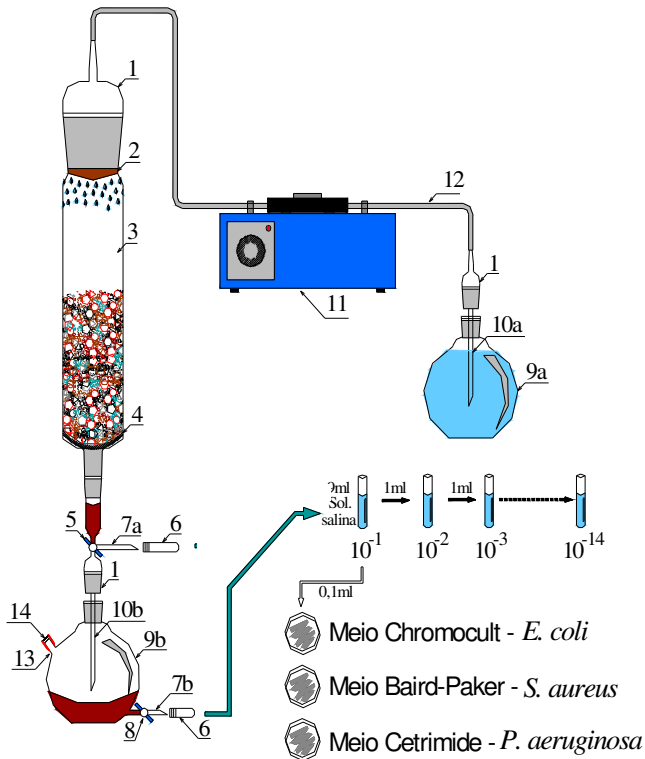 1
2
3
4
5
7a
6
1
14
13
10b
9b
7b
8
6
12
11
1
10a
9a
Sol.
salina
1ml
1ml
10-1
10-2
10-3
10-14
0,1ml
Meio Chromocult - E. coli
Meio Baird-Paker - S. aureus
Meio Cetrimide - P. aeruginosa